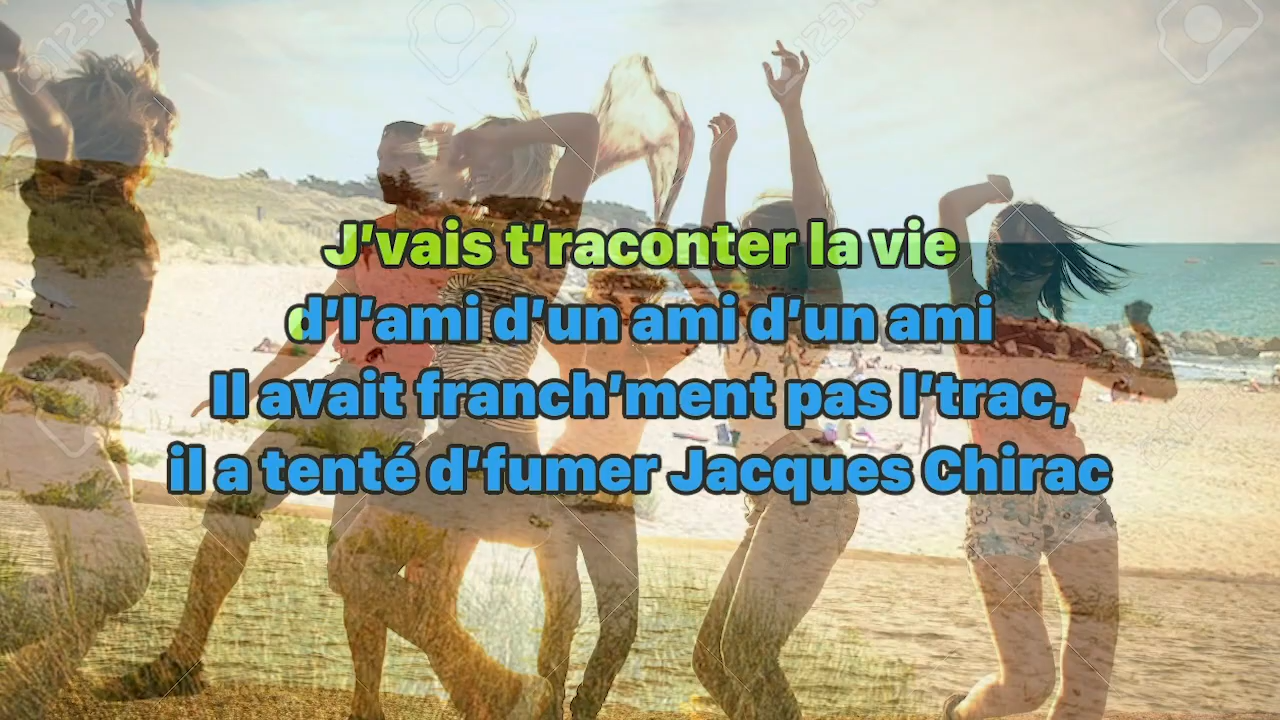 J'vais t'raconter la vie
d'l'ami d'un ami d'un ami
Il avait franch'ment pas l'trac,
il a tenté d'fumer Jacques Chirac